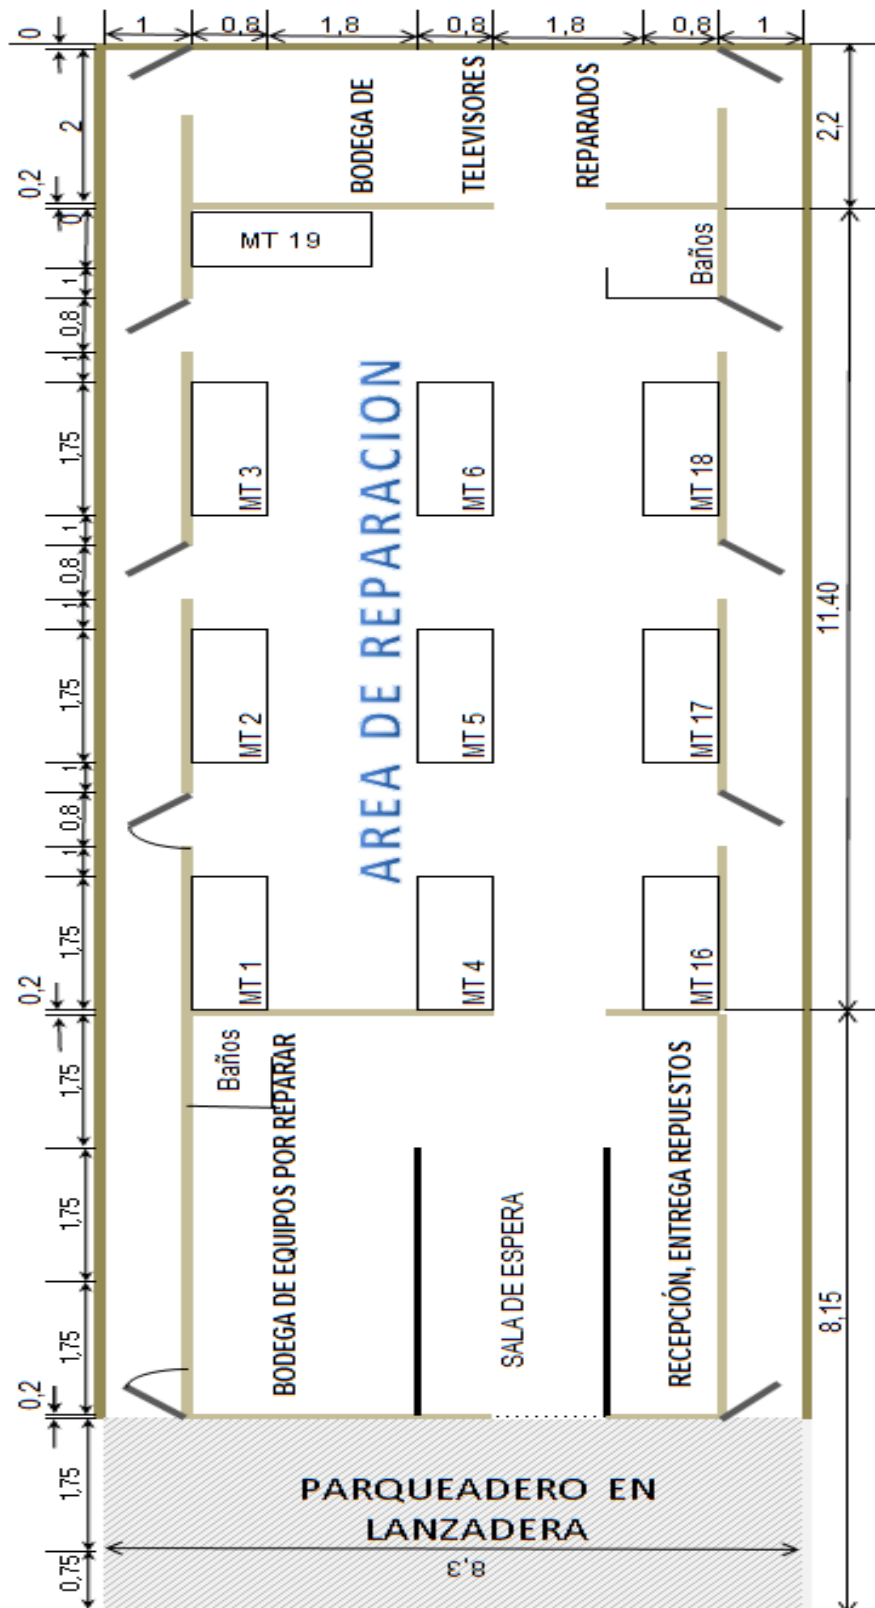 1
0,8
1,8
0,8
1,8
0,8
1
0
2
0,2
0
1
0,8
1
1,75
1
0,8
1
1,75
1
0,8
1
1,75
0,2
1,75
1,75
1,75
0,2
1,75
0,75
BODEGA DE
TELEVISORES
REPARADOS
2,2
MT 19
Baños
AREA DE REPARACION
MT 3
MT 6
MT 18
11.40
MT 2
MT 5
MT 17
MT 1
MT 4
MT 16
Baños
BODEGA DE EQUIPOS POR REPARAR
SALA DE ESPERA
RECEPCIÓN, ENTREGA REPUESTOS
8,15
PARQUEADERO EN
LANZADERA
8,3